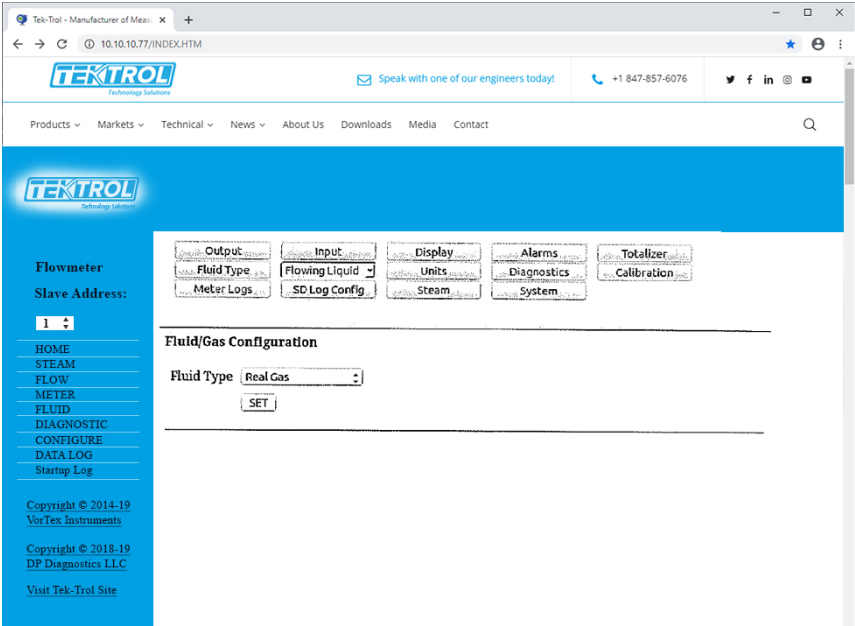 Tek-Trol - Manufacturer of Meas
10.10.10.77/INDEX.HTM
TEKTROL
Technology Solutions
Speak with one of our engineers today!
+1 847-857-6076
Products Markets Technical News About Us Downloads Media Contact
TEKTROL
Technology Solutions
Output Input Display Alarms Totalizer
Fluid Type Flowing Liquid Units Diagnostics Calibration
Meter Logs SD Log Config Steam System
Flowmeter
Slave Address:
1
HOME
STEAM
FLOW
METER
FLUID
DIAGNOSTIC
CONFIGURE
DATA LOG
Startup Log
Copyright © 2014-19
VorTex Instruments
Copyright © 2018-19
DP Diagnostics LLC
Visit Tek-Trol Site
Fluid/Gas Configuration
Fluid Type Real Gas
SET